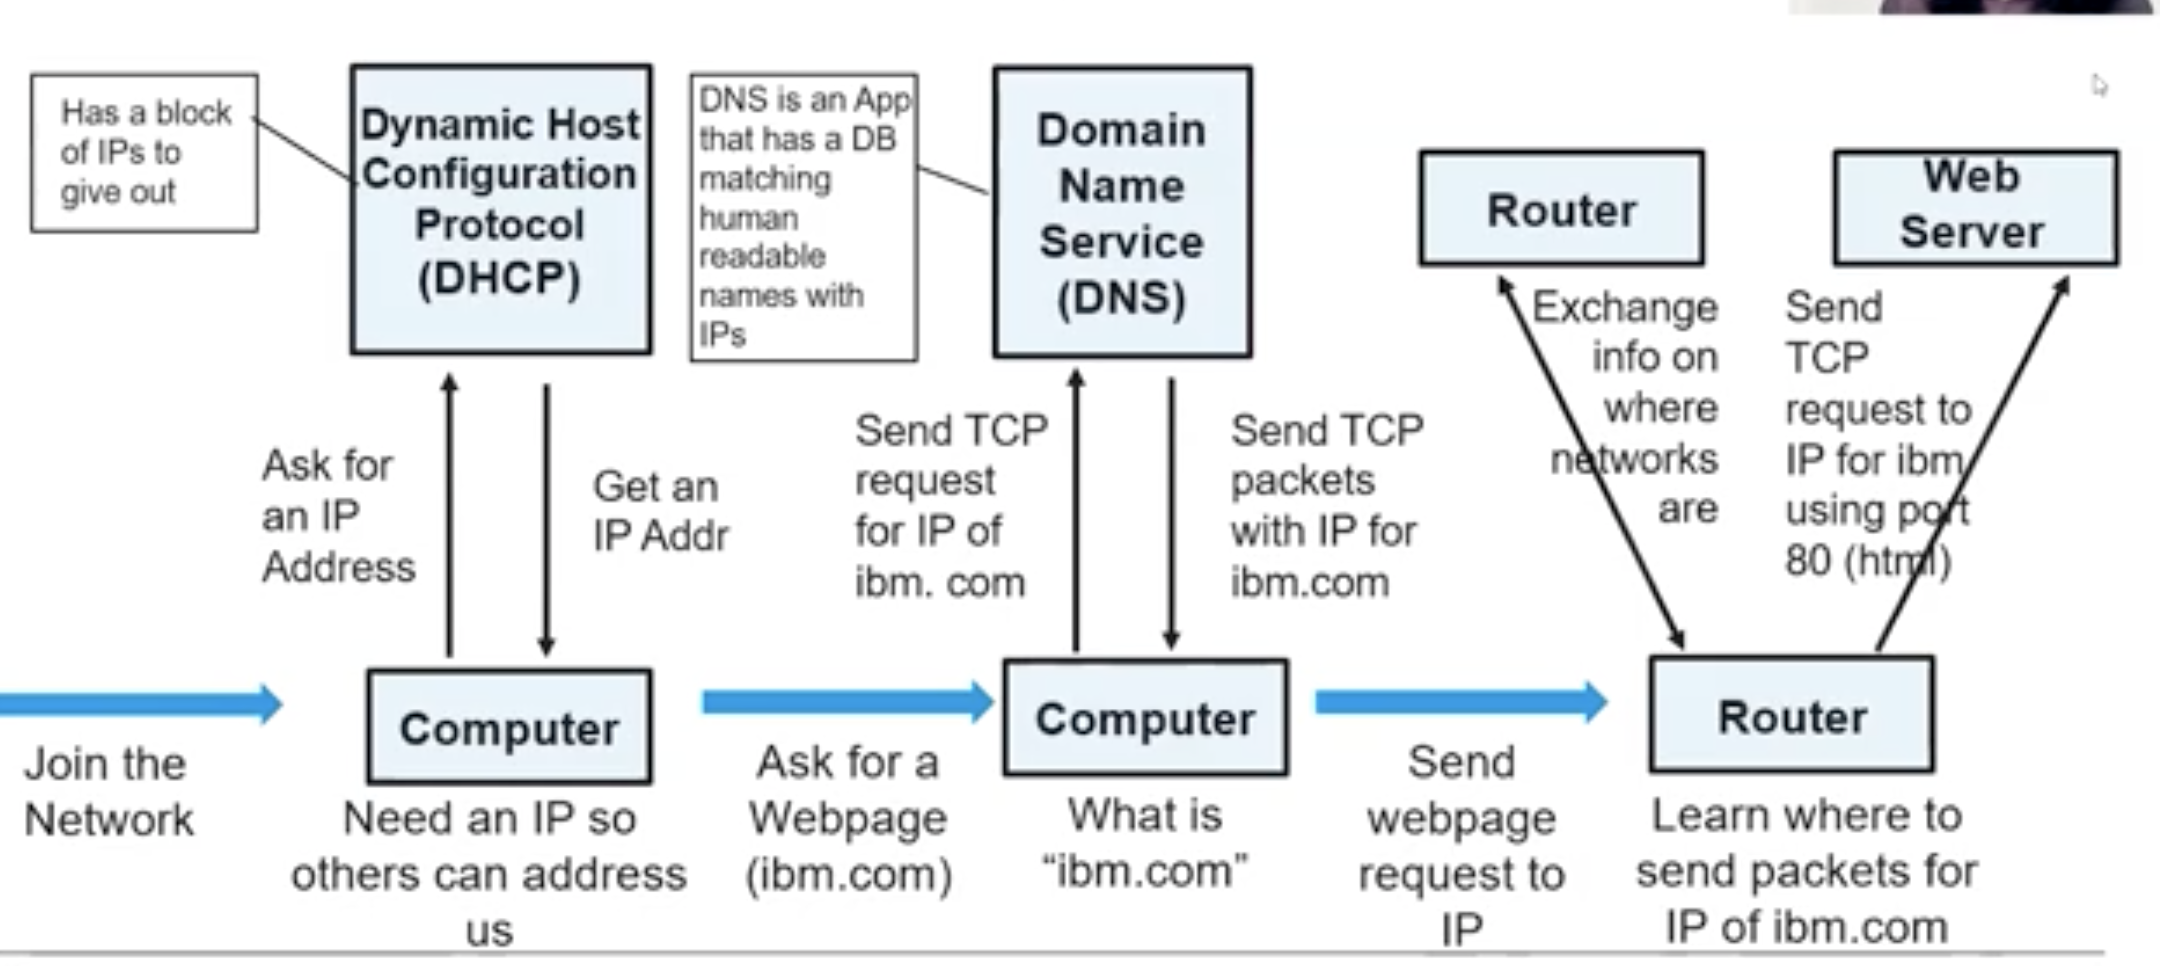 Has a block
of IPs to
give out
Dynamic Host
Configuration
Protocol
(DHCP)
DNS is an App
that has a DB
matching
human
readable
names with
IPs
Domain
Name
Service
(DNS)
Router
Web
Server
Ask for
an IP
Address
Get an
IP Addr
Send TCP
request
for IP of
ibm. com
Send TCP
packets
with IP for
ibm.com
Exchange
info on
where
networks
are
Send
TCP
request to
IP for ibm
using port
80 (html)
Join the
Network
Computer
Need an IP so
others can address
us
Ask for a
Webpage
(ibm.com)
Computer
What is
“ibm.com”
Send
webpage
request to
IP
Router
Learn where to
send packets for
IP of ibm.com